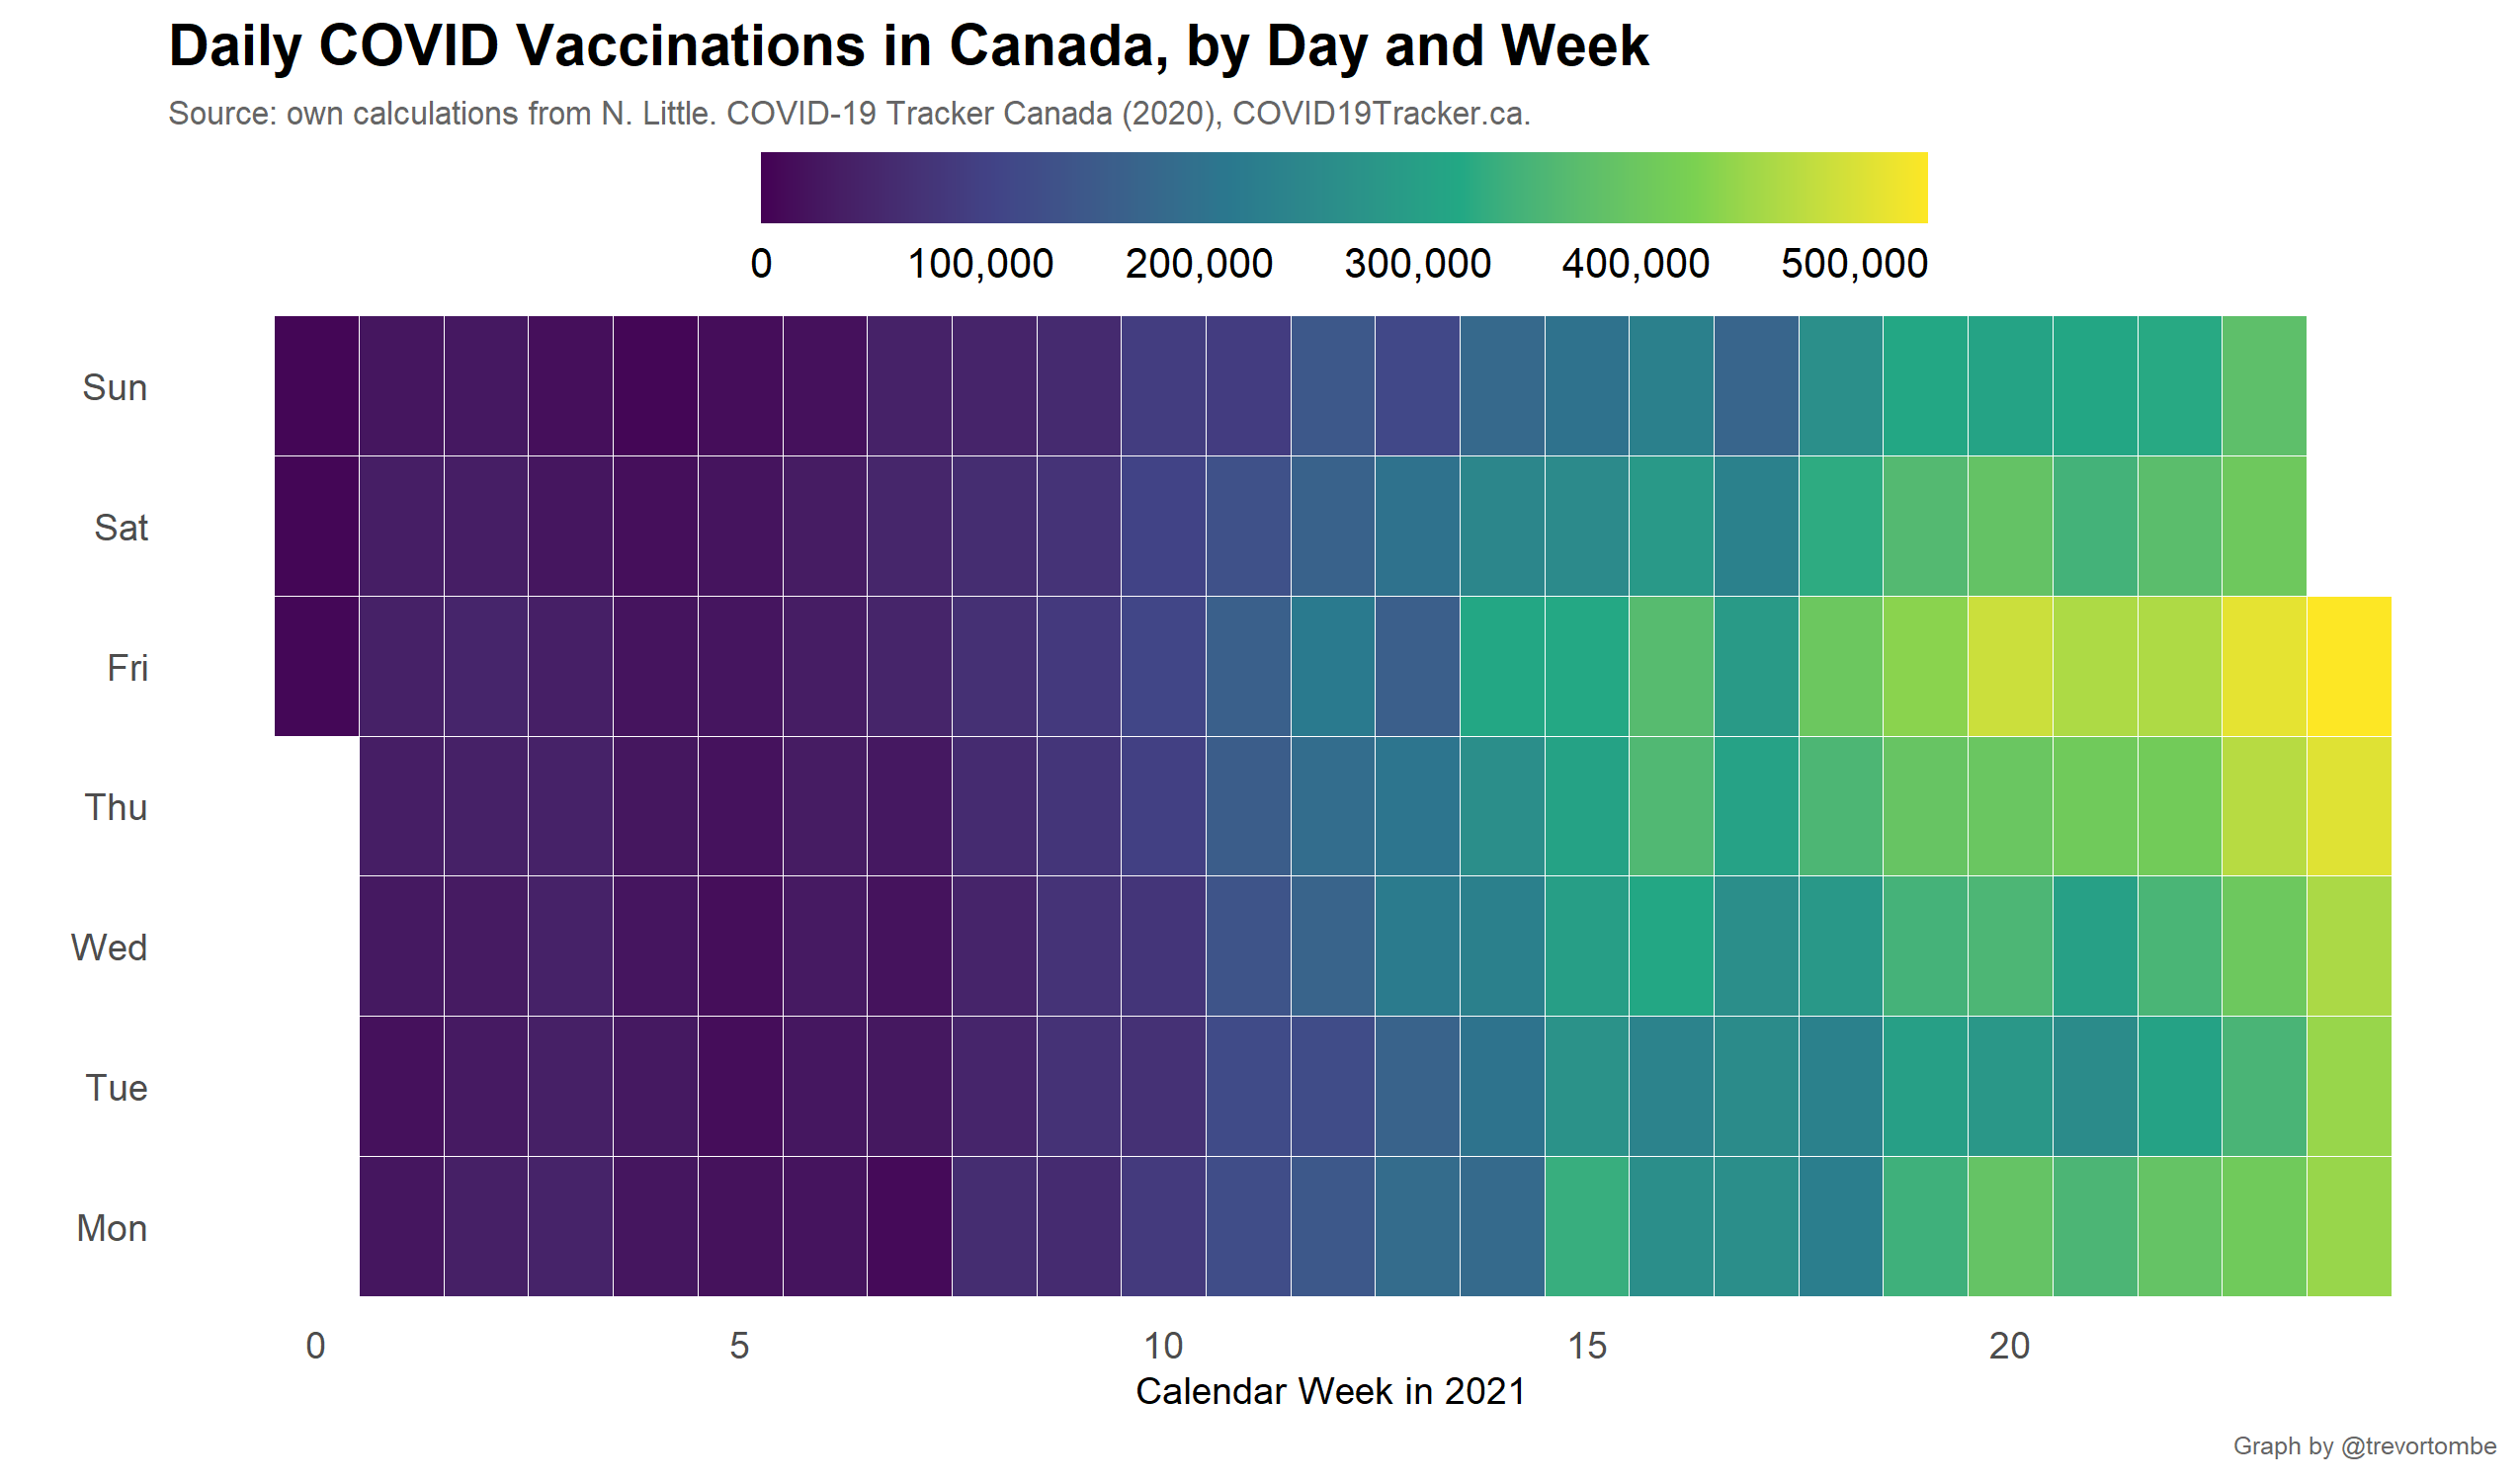 Daily COVID Vaccinations in Canada, by Day and Week
Source: own calculations from N. Little. COVID-19 Tracker Canada (2020), COVID19Tracker.ca.
0 100,000 200,000 300,000 400,000 500,000
Sun
Sat
Fri
Thu
Wed
Tue
Mon
0 5 10 15 20
Calendar Week in 2021
Graph by @trevortombe